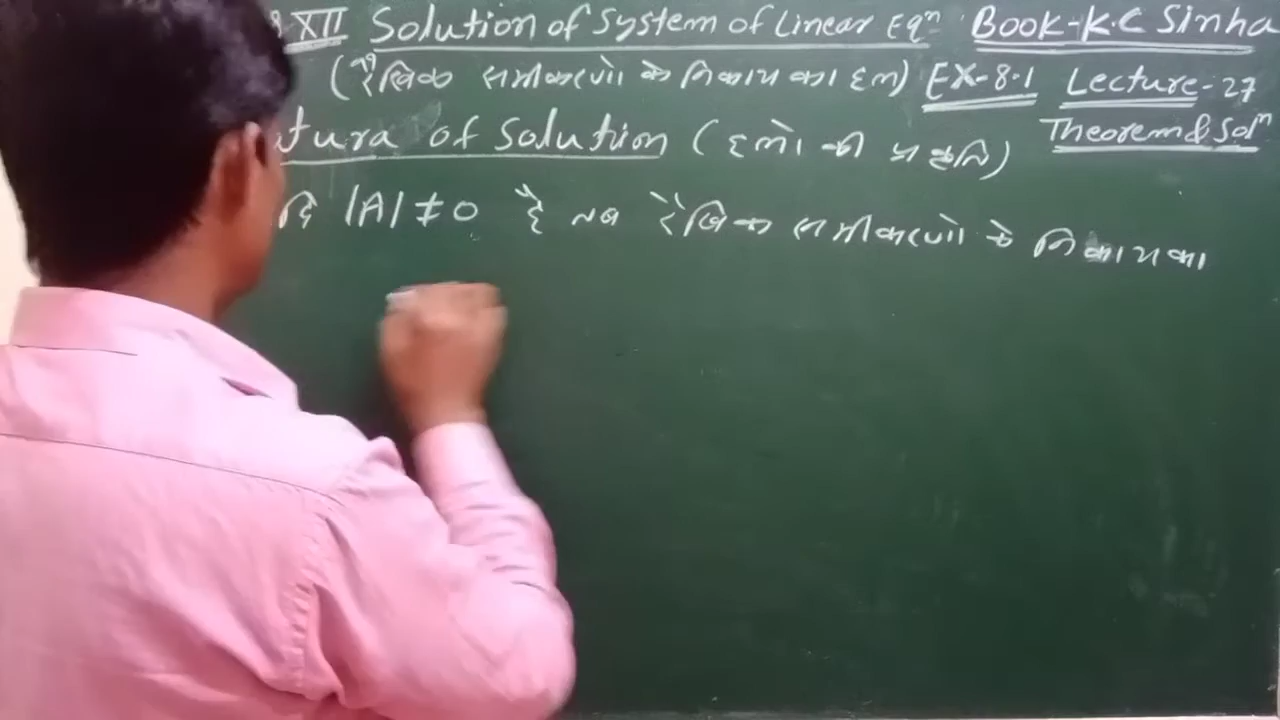 XII Solution of System of Linear Eqⁿ Book-K.C Sinha
(रैखिक समीकरणों के निकाय का हल) EX-8.1 Lecture-27
tura of Solution (हलों की प्रकृति) Theorem & Solⁿ
|A| ≠ 0 है तब रैखिक समीकरणों के निकाय का